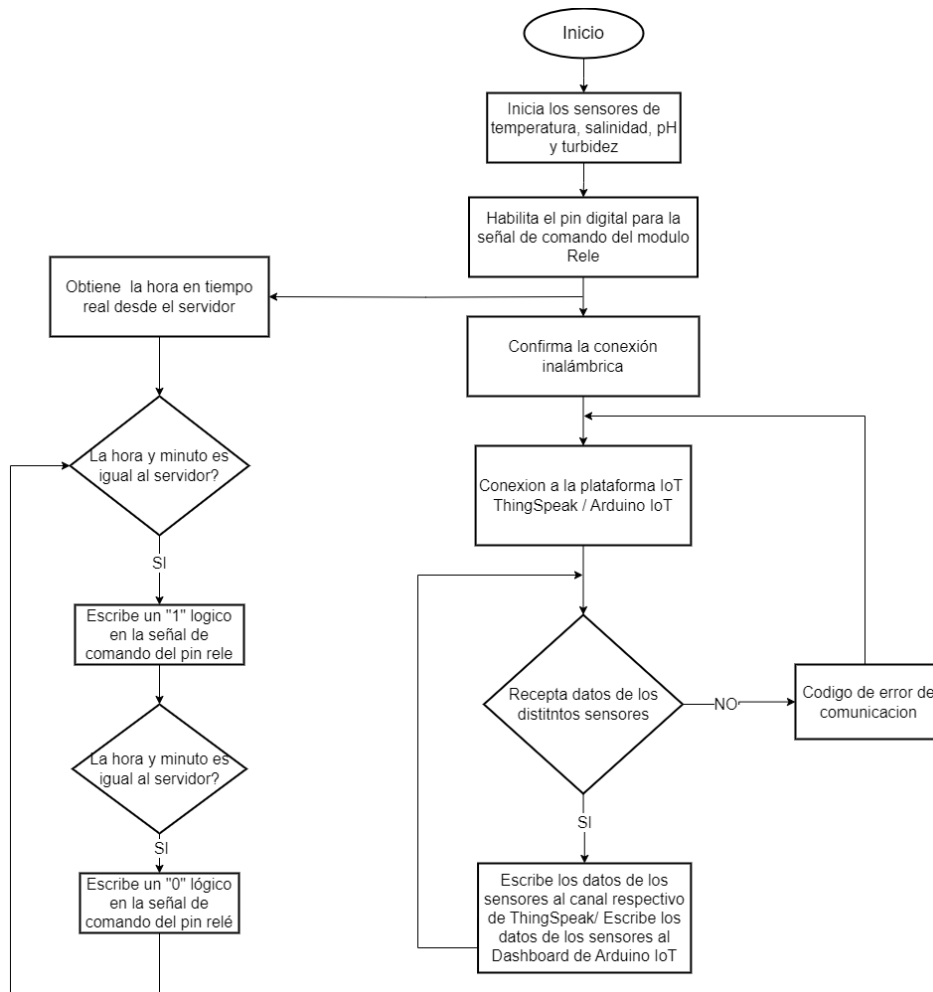 Inicio
Inicia los sensores de
temperatura, salinidad, pH
y turbidez
Habilita el pin digital para la
señal de comando del modulo
Rele
Obtiene  la hora en tiempo
real desde el servidor
Confirma la conexión
inalámbrica
La hora y minuto es
igual al servidor?
Conexion a la plataforma IoT
ThingSpeak / Arduino IoT
SI
Escribe un "1" logico
en la señal de
comando del pin rele
Recepta datos de los
distitntos sensores
NO
Codigo de error de
comunicacion
La hora y minuto es
igual al servidor?
SI
SI
Escribe un "0" lógico
en la señal de
comando del pin relé
Escribe los datos de los
sensores al canal respectivo
de ThingSpeak/ Escribe los
datos de los sensores al
Dashboard de Arduino IoT